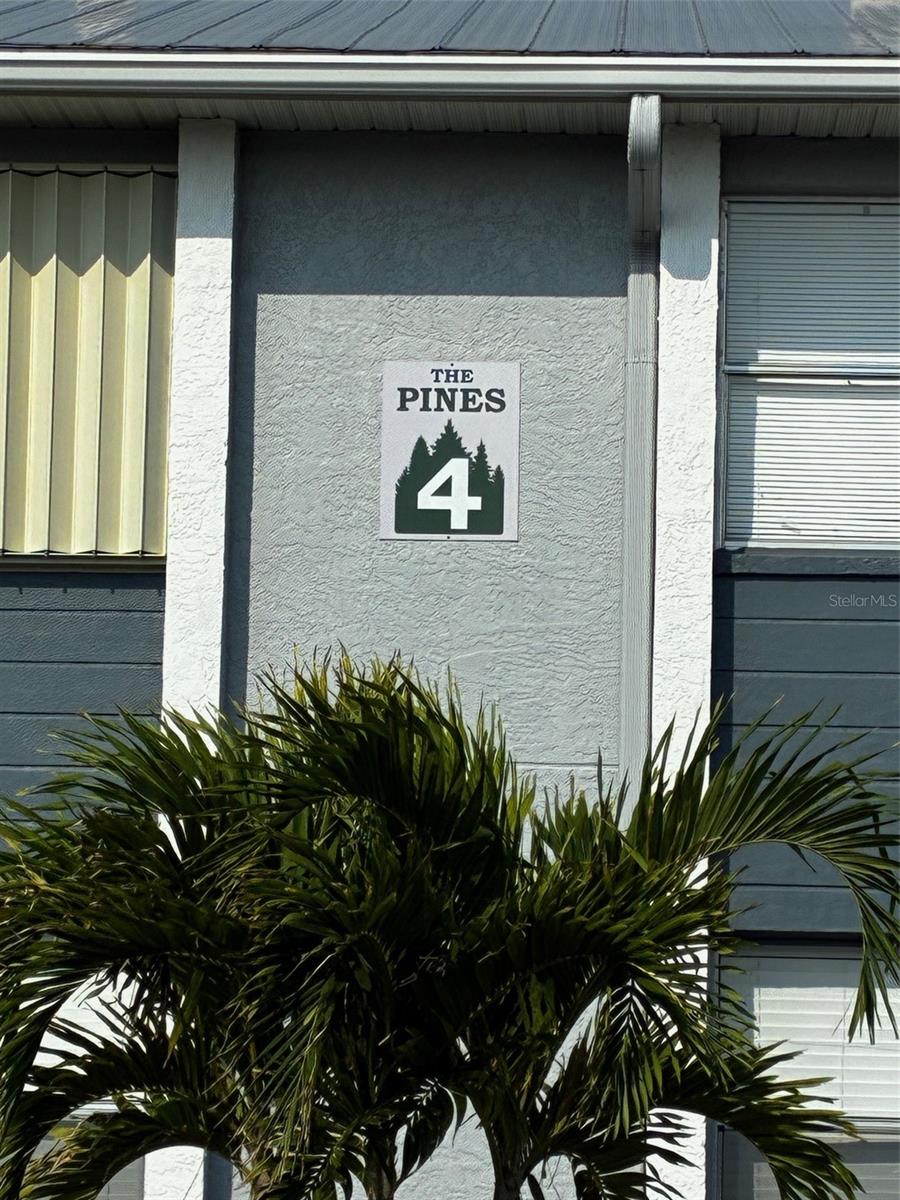 THE
PINES
4
StellarMLS